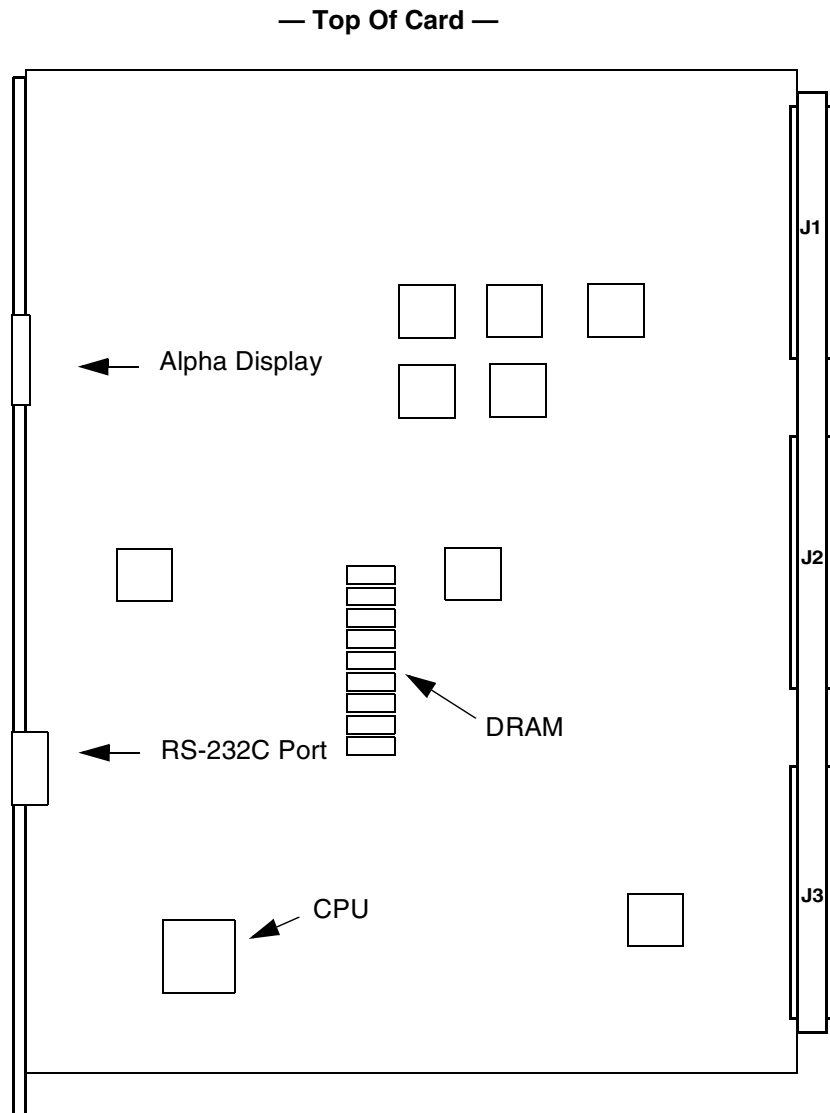 — Top Of Card —
J1
Alpha Display
J2
DRAM
RS-232C Port
J3
CPU